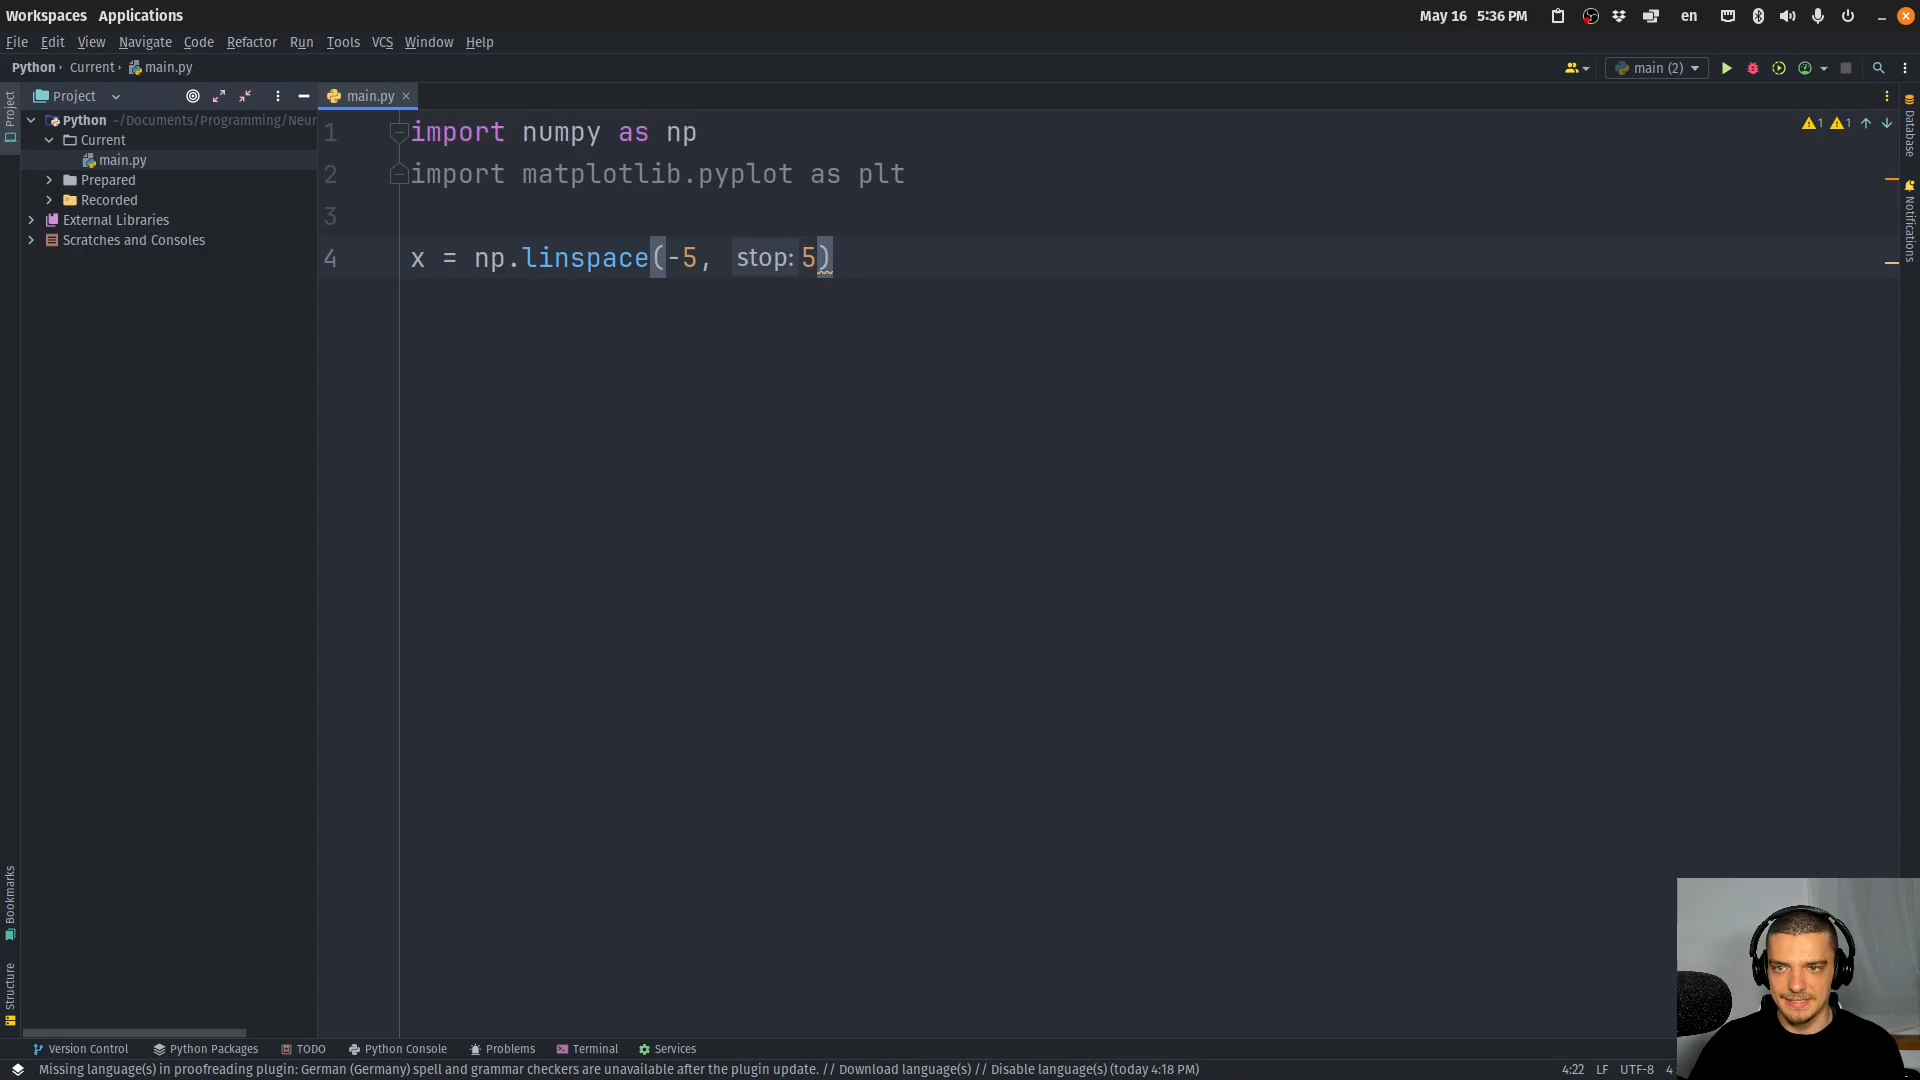 Workspaces Applications May 16 5:36 PM en
File Edit View Navigate Code Refactor Run Tools VCS Window Help
Python Current main.py main (2)
Project main.py
Project
Python ~/Documents/Programming/Neur
Current
main.py
Prepared
Recorded
External Libraries
Scratches and Consoles
1 import numpy as np
2 import matplotlib.pyplot as plt
3
4 x = np.linspace(-5, stop: 5)
1 1
Database
Notifications
Bookmarks
Structure
Version Control Python Packages TODO Python Console Problems Terminal Services
Missing language(s) in proofreading plugin: German (Germany) spell and grammar checkers are unavailable after the plugin update. // Download language(s) // Disable language(s) (today 4:18 PM) 4:22 LF UTF-8 4